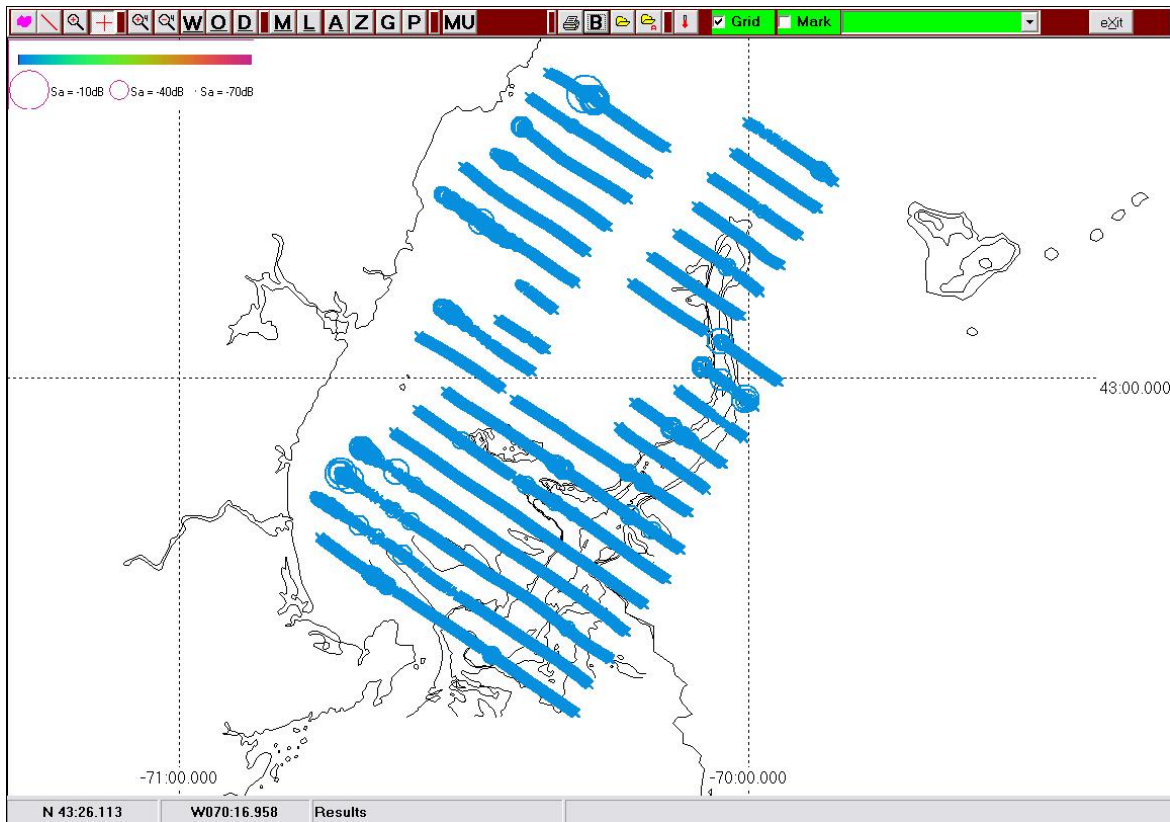 W O D M L A Z G P MU B Grid Mark eXit
Sa = -10dB Sa = -40dB Sa = -70dB
43:00.000
-71:00.000 -70:00.000
N 43:26.113 W070:16.958 Results